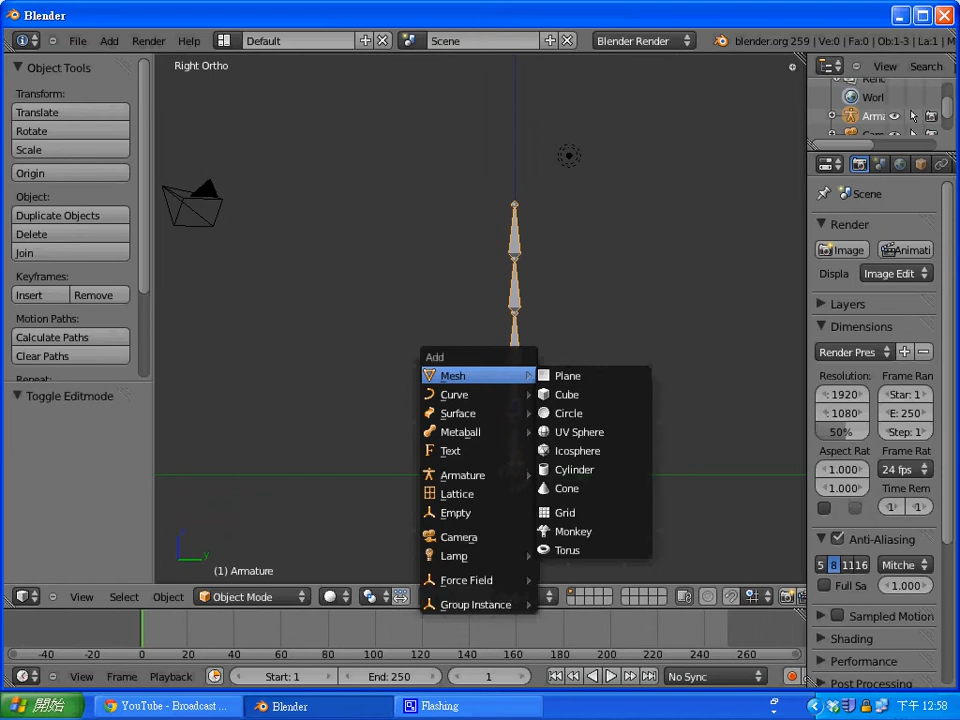 Blender
File Add Render Help Default Scene Blender Render blender.org 259 | Ve:0 | Fa:0 | Ob:1-3 | La:1 | M
Object Tools
Transform:
Translate
Rotate
Scale
Origin
Object:
Duplicate Objects
Delete
Join
Keyframes:
Insert Remove
Motion Paths:
Calculate Paths
Clear Paths
Repeat:
Toggle Editmode
Right Ortho
(1) Armature
z
y
Add
Mesh
Curve
Surface
Metaball
Text
Armature
Lattice
Empty
Camera
Lamp
Force Field
Group Instance
Plane
Cube
Circle
UV Sphere
Icosphere
Cylinder
Cone
Grid
Monkey
Torus
View Search
Worl
Arma
Scene
Render
Image Animati
Displa Image Edit
Layers
Dimensions
Render Pres
Resolution: Frame Ran
: 1920 Star: 1
: 1080 E: 250
50% Step: 1
Aspect Rat Frame Rat
: 1.000 24 fps
: 1.000 Time Rem
1 1
Anti-Aliasing
5 8 11 16 Mitche
Full Sa : 1.000
Sampled Motion
Shading
Performance
Post Processing
View Select Object Object Mode
-40 -20 0 20 40 60 80 100 120 140 160 180 200 220 240 260
View Frame Playback Start: 1 End: 250 1 No Sync
開始 YouTube - Broadcast ... Blender Flashing 下午 12:58